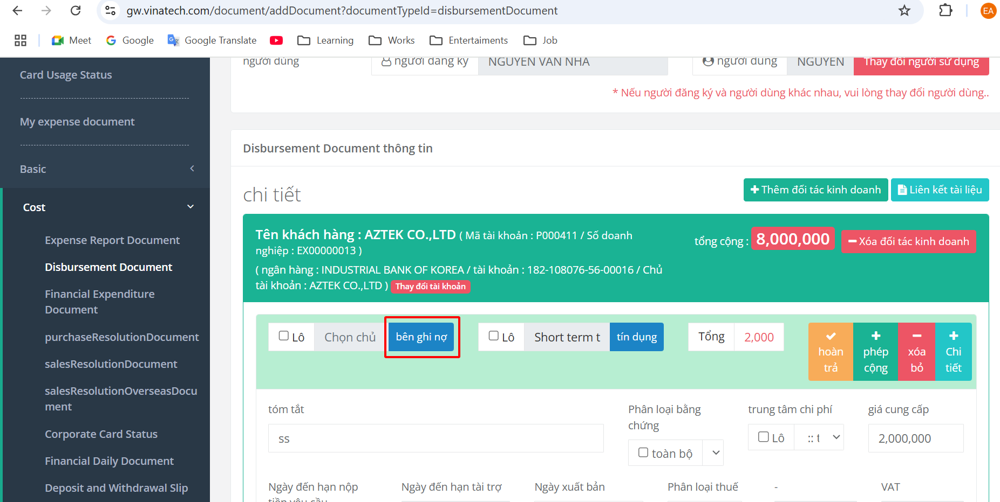 gw.vinatech.com/document/addDocument?documentTypeId=disbursementDocument
EA
Meet
Google
Google Translate
Learning
Works
Entertaiments
Job
người dùng
người đăng ký
NGUYEN VAN NHA
người dùng
NGUYEN
Thay đổi người sử dụng
* Nếu người đăng ký và người dùng khác nhau, vui lòng thay đổi người dùng..
Card Usage Status
My expense document
Basic
Cost
Expense Report Document
Disbursement Document
Financial Expenditure
Document
purchaseResolutionDocument
salesResolutionDocument
salesResolutionOverseasDocu
ment
Corporate Card Status
Financial Daily Document
Deposit and Withdrawal Slip
Disbursement Document thông tin
chi tiết
Thêm đối tác kinh doanh
Liên kết tài liệu
Tên khách hàng : AZTEK CO.,LTD ( Mã tài khoản : P000411 / Số doanh
nghiệp : EX00000013 )
( ngân hàng : INDUSTRIAL BANK OF KOREA / tài khoản : 182-108076-56-00016 / Chủ
tài khoản : AZTEK CO.,LTD ) Thay đổi tài khoản
tổng cộng : 8,000,000
Xóa đối tác kinh doanh
Lô
Chọn chủ
bên ghi nợ
Lô
Short term t
tín dụng
Tổng
2,000
hoàn
trả
phép
cộng
xóa
bỏ
Chi
tiết
tóm tắt
ss
Phân loại bằng
chứng
toàn bộ
trung tâm chi phí
Lô
:: t
giá cung cấp
2,000,000
Ngày đến hạn nộp
tiền yêu cầu
Ngày đến hạn tài trợ
Ngày xuất bản
Phân loại thuế
-
VAT